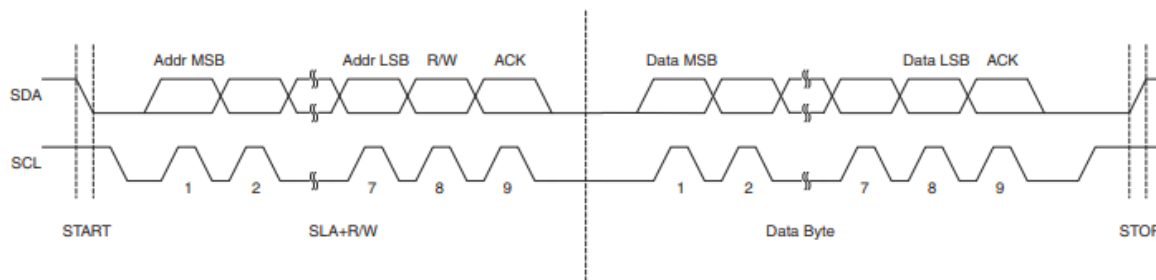 Addr MSB Addr LSB R/W ACK Data MSB Data LSB ACK
SDA
SCL
1 2 7 8 9 1 2 7 8 9
START SLA+R/W Data Byte STOP